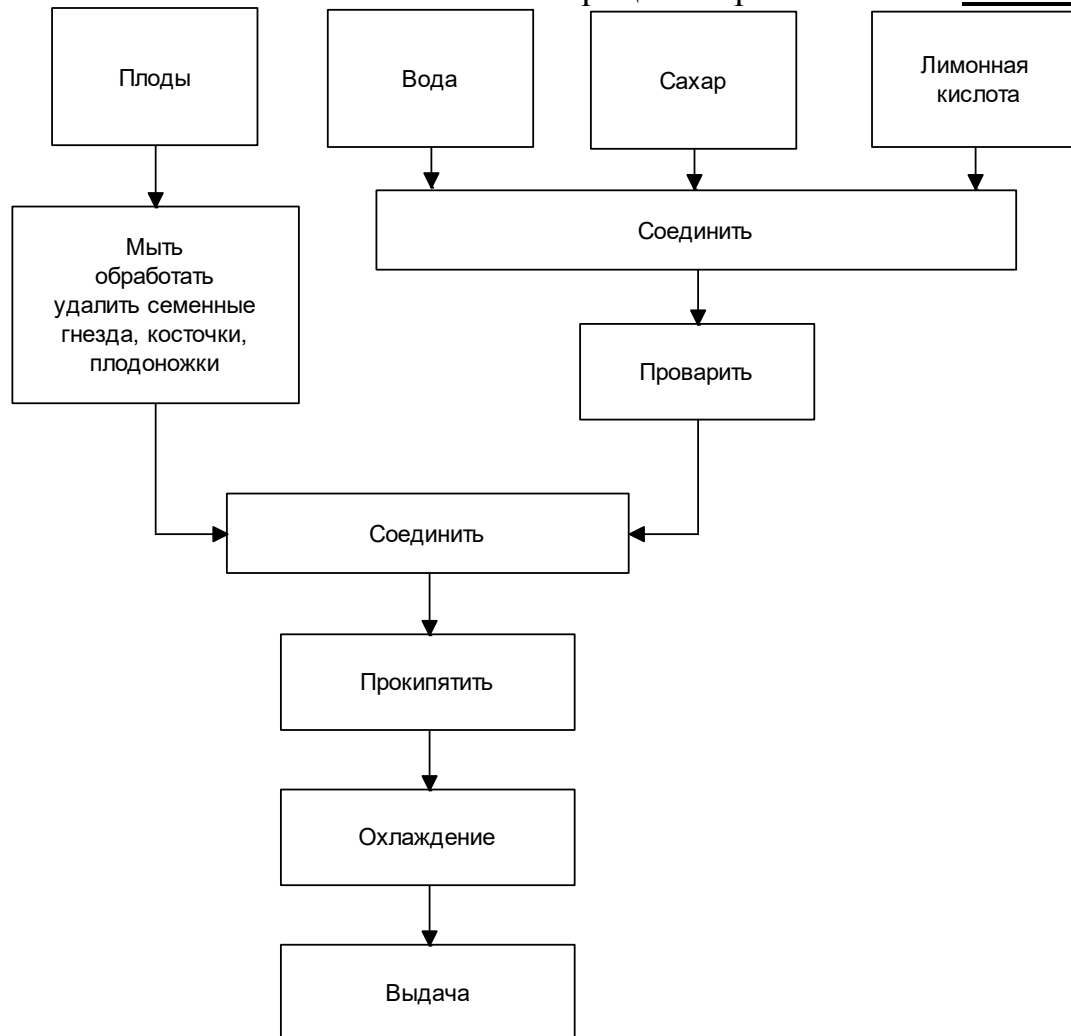 Плоды
Вода
Сахар
Лимонная
кислота
Мыть
обработать
удалить семенные
гнезда, косточки,
плодоножки
Соединить
Проварить
Соединить
Прокипятить
Охлаждение
Выдача